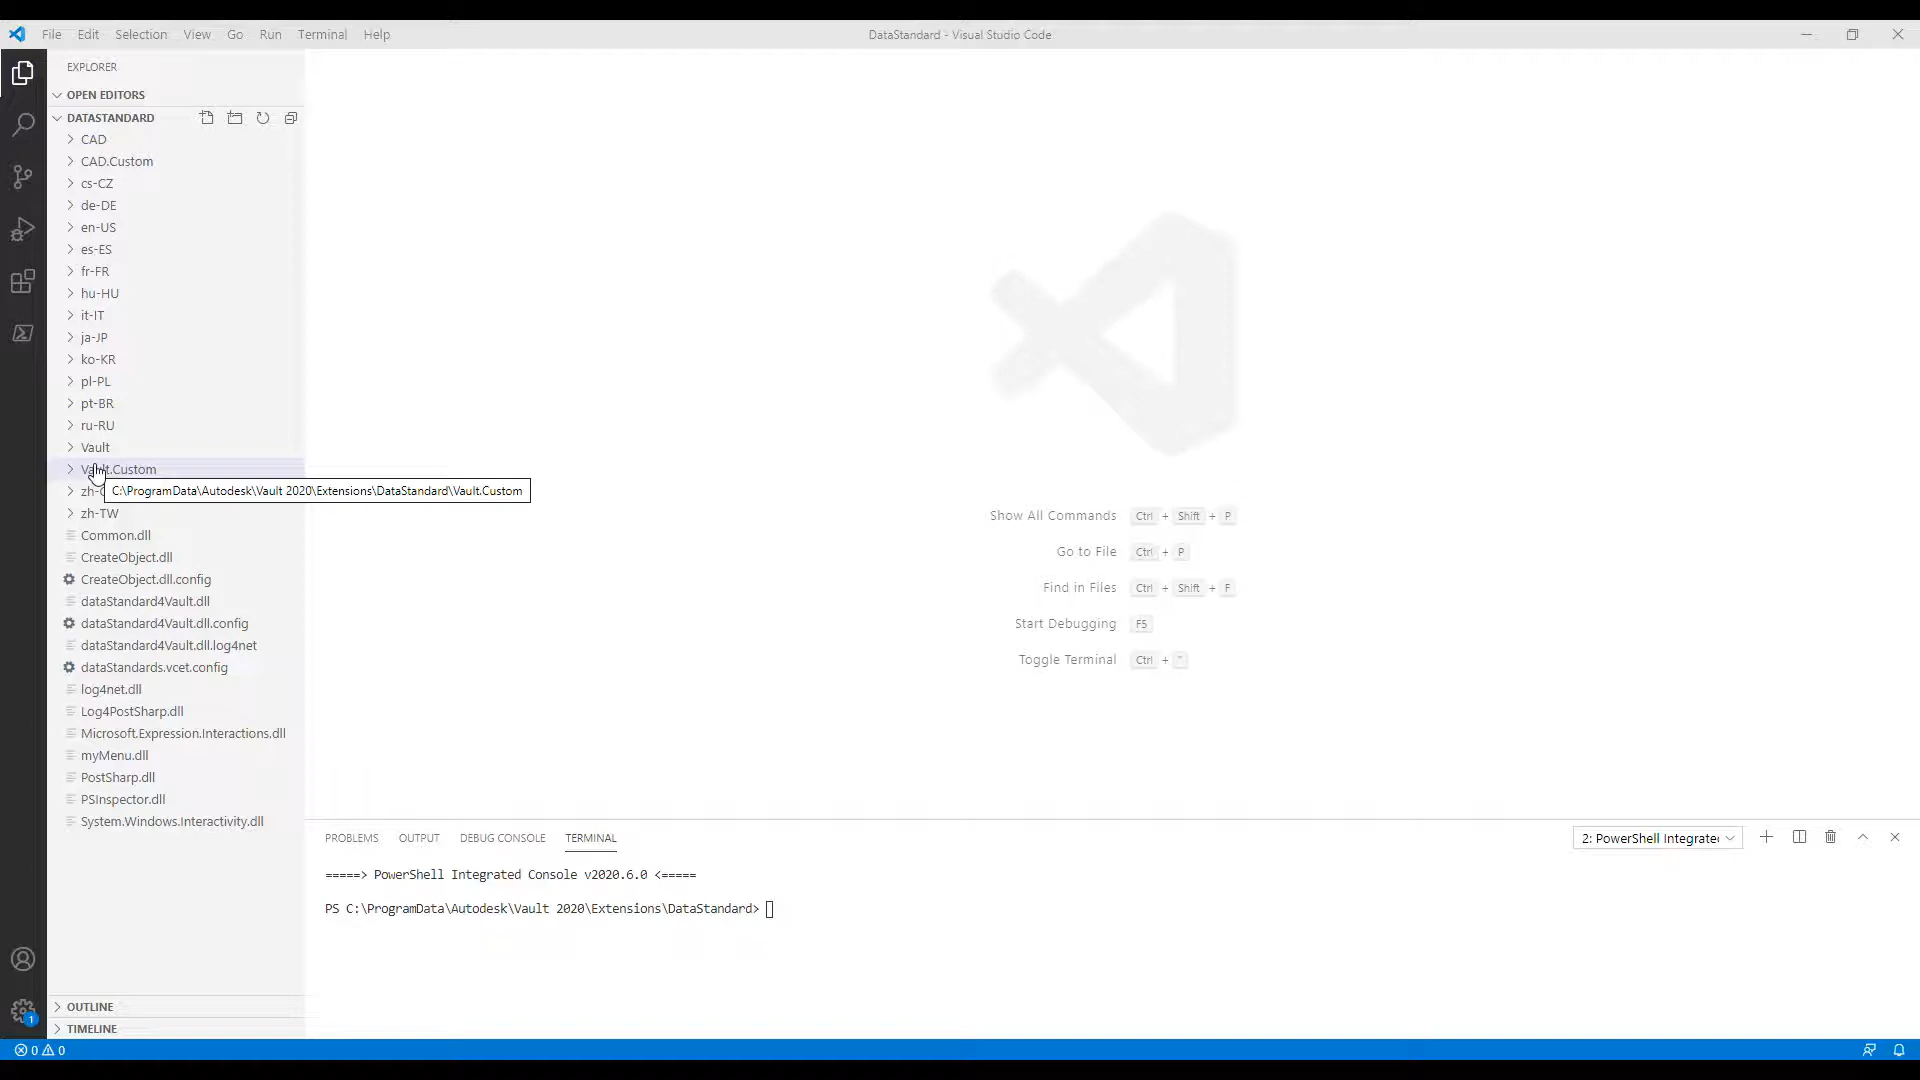 File Edit Selection View Go Run Terminal Help
DataStandard - Visual Studio Code
EXPLORER
OPEN EDITORS
DATASTANDARD
CAD
CAD.Custom
cs-CZ
de-DE
en-US
es-ES
fr-FR
hu-HU
it-IT
ja-JP
ko-KR
pl-PL
pt-BR
ru-RU
Vault
Vault.Custom
C:\ProgramData\Autodesk\Vault 2020\Extensions\DataStandard\Vault.Custom
zh-TW
Common.dll
CreateObject.dll
CreateObject.dll.config
dataStandard4Vault.dll
dataStandard4Vault.dll.config
dataStandard4Vault.dll.log4net
dataStandards.vcet.config
log4net.dll
Log4PostSharp.dll
Microsoft.Expression.Interactions.dll
myMenu.dll
PostSharp.dll
PSInspector.dll
System.Windows.Interactivity.dll
OUTLINE
TIMELINE
Show All Commands Ctrl + Shift + P
Go to File Ctrl + P
Find in Files Ctrl + Shift + F
Start Debugging F5
Toggle Terminal Ctrl + `
PROBLEMS OUTPUT DEBUG CONSOLE TERMINAL
2: PowerShell Integrated
=====> PowerShell Integrated Console v2020.6.0 <=====
PS C:\ProgramData\Autodesk\Vault 2020\Extensions\DataStandard>
1
0 0